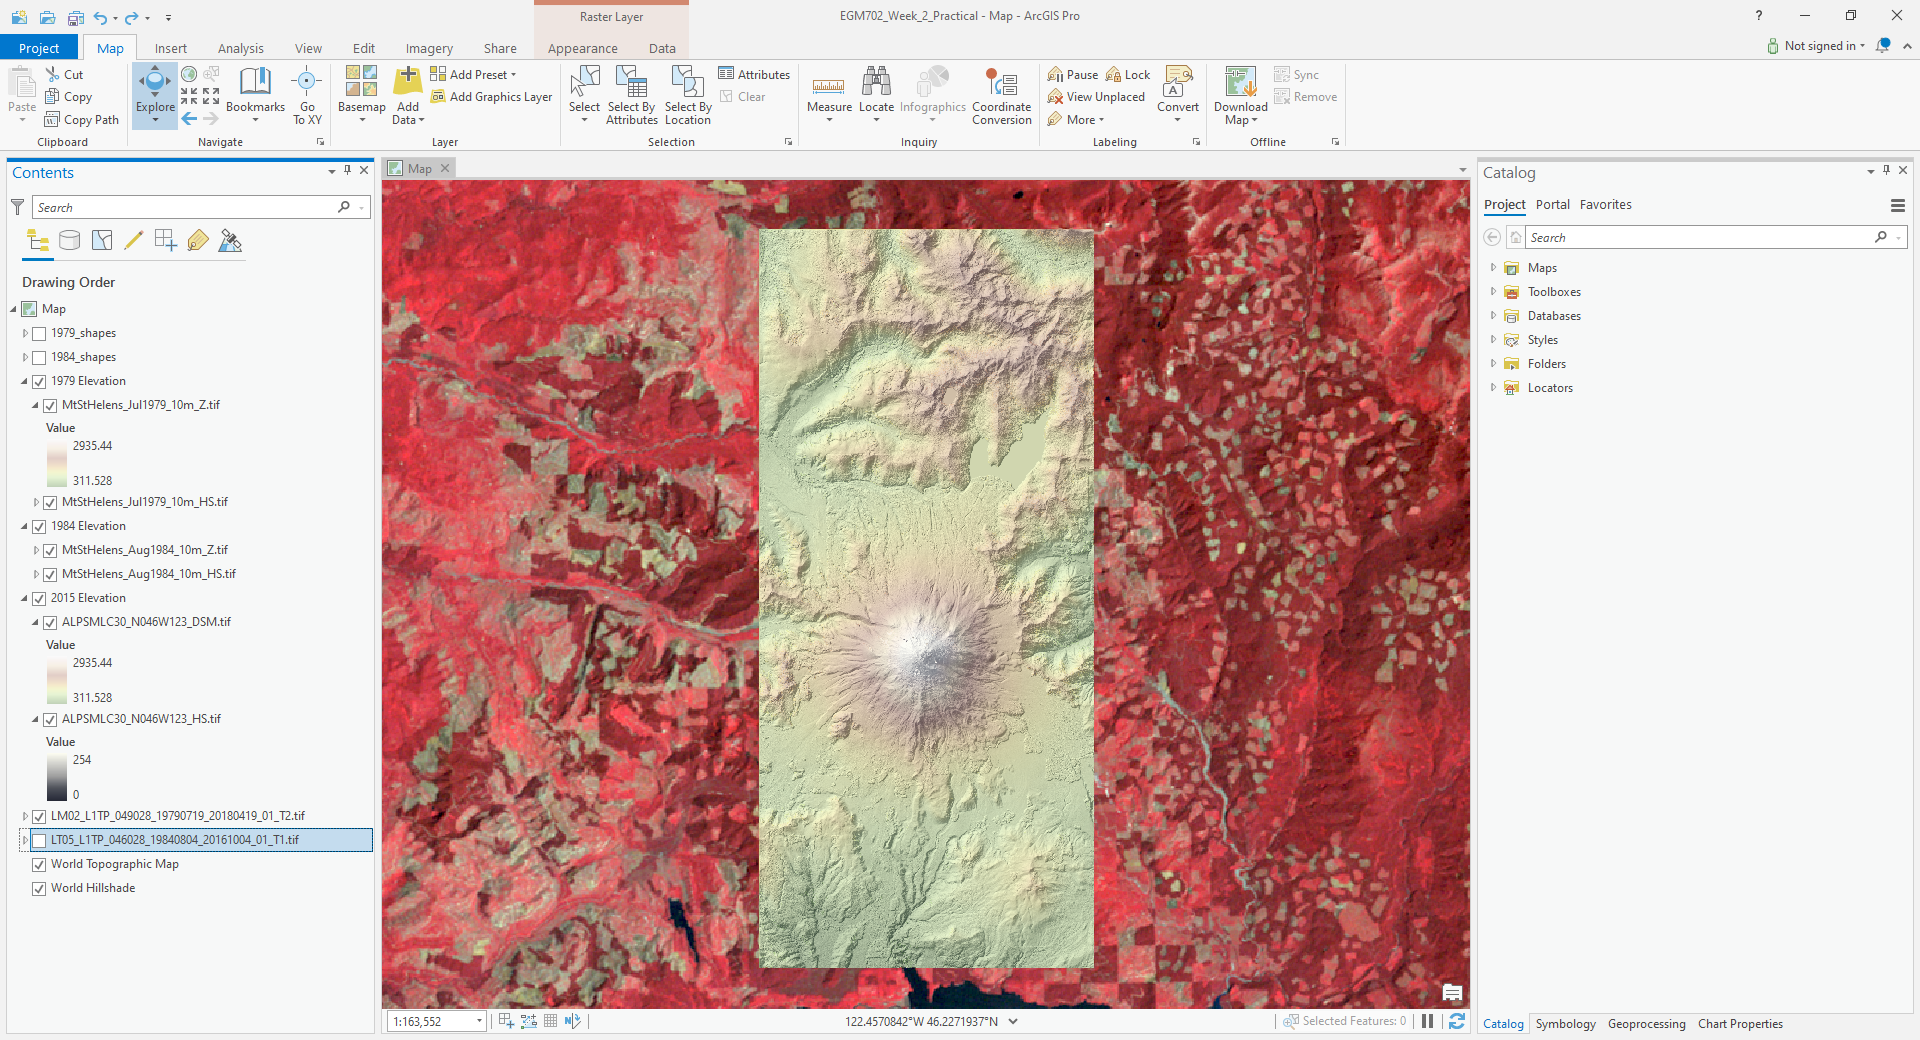 Raster Layer
EGM702_Week_2_Practical - Map - ArcGIS Pro
?
Project
Map
Insert
Analysis
View
Edit
Imagery
Share
Appearance
Data
Not signed in
Paste
Cut
Copy
Copy Path
Clipboard
Explore
Bookmarks
Go
To XY
Navigate
Basemap
Add
Data
Add Preset
Add Graphics Layer
Layer
Select
Select By
Attributes
Select By
Location
Attributes
Clear
Selection
Measure
Locate
Infographics
Coordinate
Conversion
Inquiry
Pause
Lock
View Unplaced
More
Convert
Labeling
Download
Map
Sync
Remove
Offline
Contents
Search
Drawing Order
Map
1979_shapes
1984_shapes
1979 Elevation
MtStHelens_Jul1979_10m_Z.tif
Value
2935.44
311.528
MtStHelens_Jul1979_10m_HS.tif
1984 Elevation
MtStHelens_Aug1984_10m_Z.tif
MtStHelens_Aug1984_10m_HS.tif
2015 Elevation
ALPSMLC30_N046W123_DSM.tif
Value
2935.44
311.528
ALPSMLC30_N046W123_HS.tif
Value
254
0
LM02_L1TP_049028_19790719_20180419_01_T2.tif
LT05_L1TP_046028_19840804_20161004_01_T1.tif
World Topographic Map
World Hillshade
Map
1:163,552
122.4570842°W 46.2271937°N
Selected Features: 0
Catalog
Project
Portal
Favorites
Search
Maps
Toolboxes
Databases
Styles
Folders
Locators
Catalog
Symbology
Geoprocessing
Chart Properties